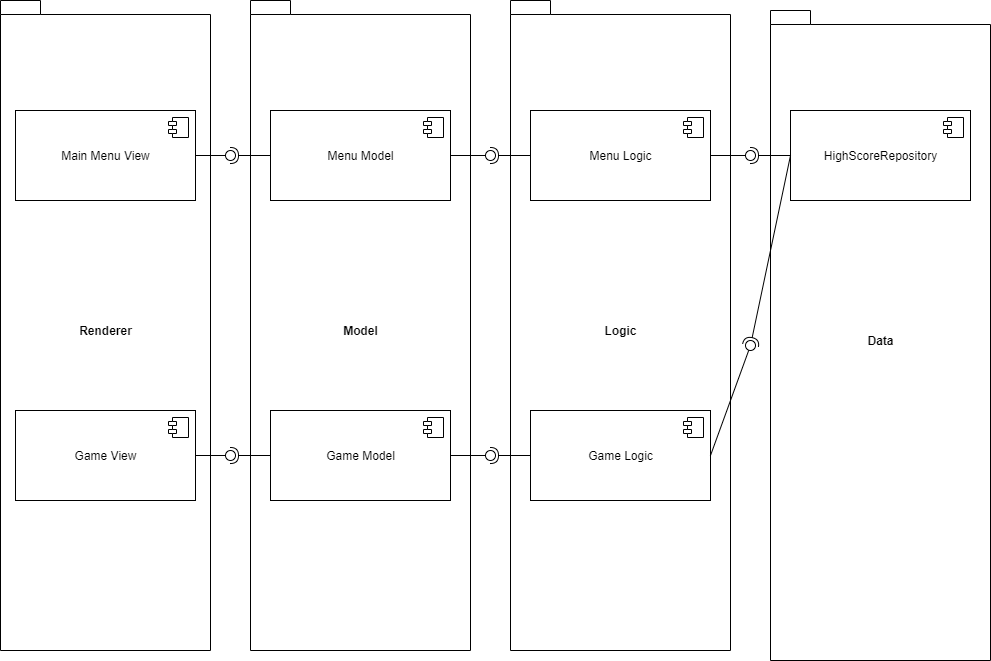 Main Menu View
Menu Model
Menu Logic
HighScoreRepository
Renderer
Model
Logic
Data
Game View
Game Model
Game Logic